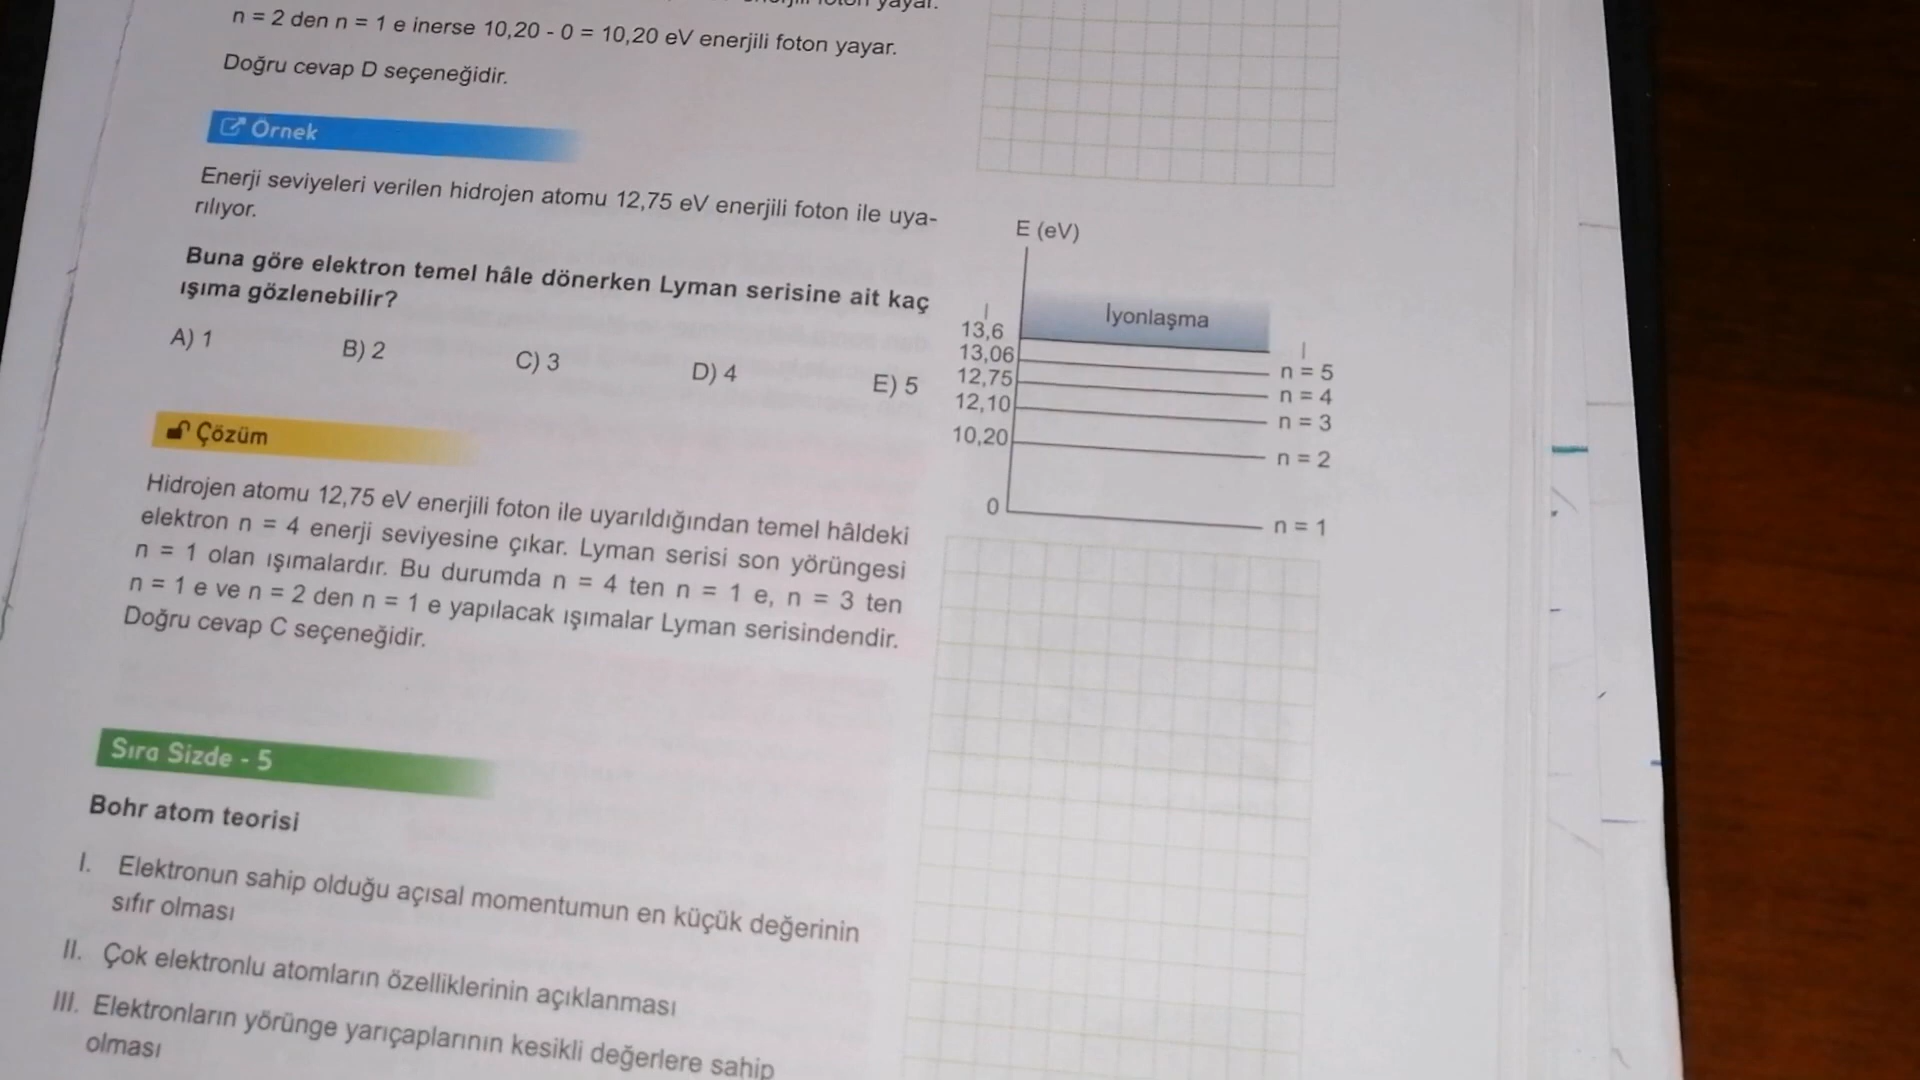 foton yayar.
n = 2 den n = 1 e inerse 10,20 - 0 = 10,20 eV enerjili foton yayar.
Doğru cevap D seçeneğidir.
Örnek
Enerji seviyeleri verilen hidrojen atomu 12,75 eV enerjili foton ile uya-
rılıyor.
Buna göre elektron temel hâle dönerken Lyman serisine ait kaç
ışıma gözlenebilir?
A) 1
B) 2
C) 3
D) 4
E) 5
E (eV)
İyonlaşma
13,6
13,06
n = 5
12,75
n = 4
12,10
n = 3
10,20
n = 2
0
n = 1
Çözüm
Hidrojen atomu 12,75 eV enerjili foton ile uyarıldığından temel hâldeki
elektron n = 4 enerji seviyesine çıkar. Lyman serisi son yörüngesi
n = 1 olan ışımalardır. Bu durumda n = 4 ten n = 1 e, n = 3 ten
n = 1 e ve n = 2 den n = 1 e yapılacak ışımalar Lyman serisindendir.
Doğru cevap C seçeneğidir.
Sıra Sizde - 5
Bohr atom teorisi
I. Elektronun sahip olduğu açısal momentumun en küçük değerinin
sıfır olması
II. Çok elektronlu atomların özelliklerinin açıklanması
III. Elektronların yörünge yarıçaplarının kesikli değerlere sahip
olması